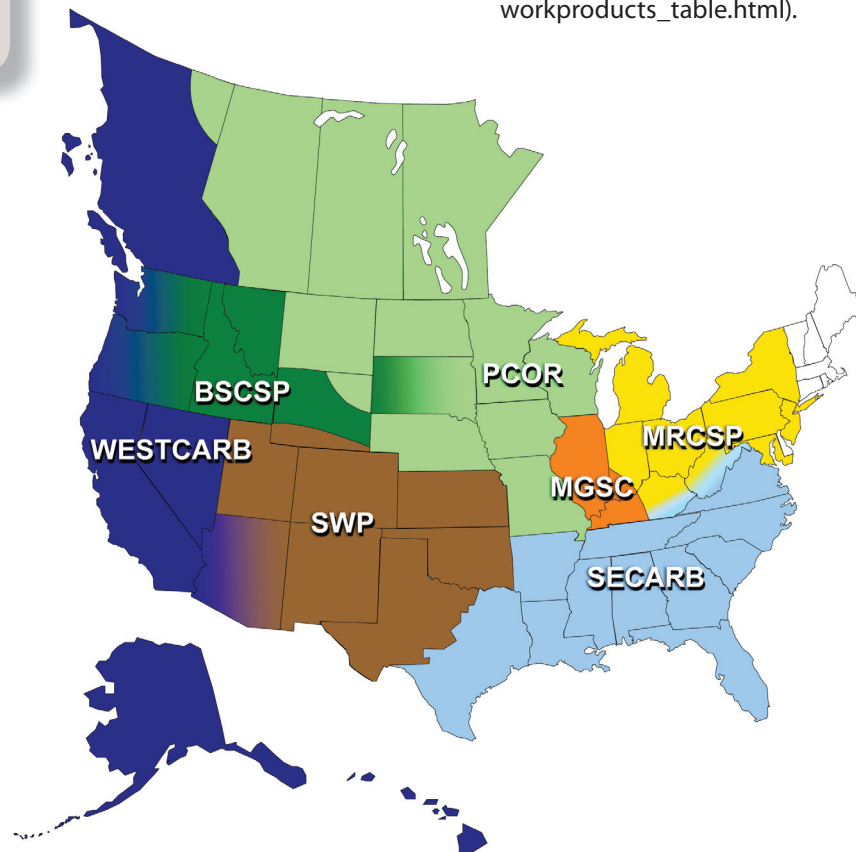 workproducts_table.html).
PCOR
BSCSP
MRCSP
WESTCARB
MGSC
SWP
SECARB